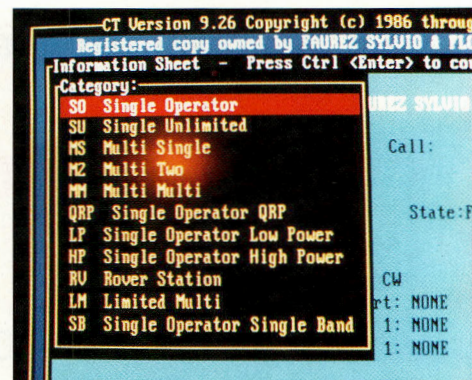 CT Version 9.26 Copyright (c) 1986 throug
Registered copy owned by FAUREZ SYLVIO &
Information Sheet - Press Ctrl <Enter> to
Category:
SO Single Operator
SU Single Unlimited
MS Multi Single
M2 Multi Two
MM Multi Multi
QRP Single Operator QRP
LP Single Operator Low Power
HP Single Operator High Power
RV Rover Station
LM Limited Multi
SB Single Operator Single Band
UREZ SYLVIO
Call:
State:F
CW
rt: NONE
1: NONE
1: NONE